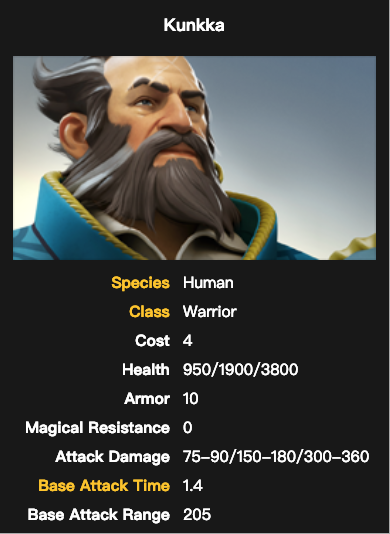 Kunkka
Species Human
Class Warrior
Cost 4
Health 950/1900/3800
Armor 10
Magical Resistance 0
Attack Damage 75–90/150–180/300–360
Base Attack Time 1.4
Base Attack Range 205